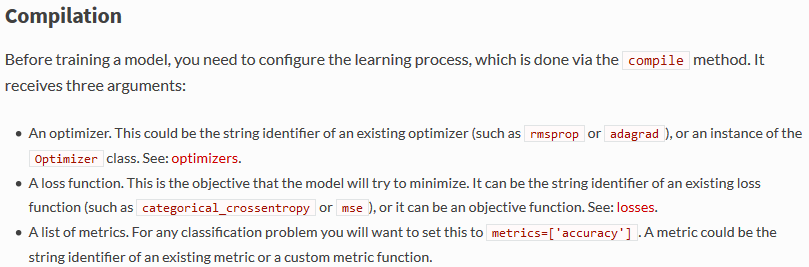 Compilation
Before training a model, you need to configure the learning process, which is done via the compile method. It
receives three arguments:
• An optimizer. This could be the string identifier of an existing optimizer (such as rmsprop or adagrad ), or an instance of the
Optimizer class. See: optimizers.
• A loss function. This is the objective that the model will try to minimize. It can be the string identifier of an existing loss
function (such as categorical_crossentropy or mse ), or it can be an objective function. See: losses.
• A list of metrics. For any classification problem you will want to set this to metrics=['accuracy'] . A metric could be the
string identifier of an existing metric or a custom metric function.